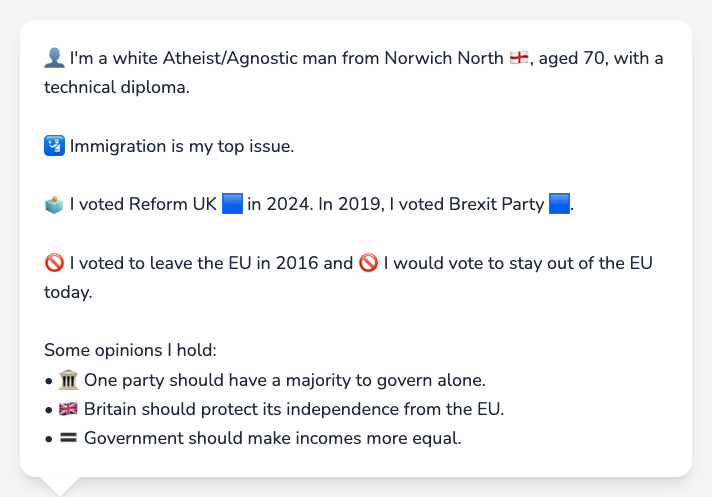 👤 I'm a white Atheist/Agnostic man from Norwich North 🏴󠁧󠁢󠁥󠁮󠁧󠁿, aged 70, with a
technical diploma.
🛂 Immigration is my top issue.
🗳️ I voted Reform UK 🟦 in 2024. In 2019, I voted Brexit Party 🟦.
🚫 I voted to leave the EU in 2016 and 🚫 I would vote to stay out of the EU
today.
Some opinions I hold:
• 🏛️ One party should have a majority to govern alone.
• 🇬🇧 Britain should protect its independence from the EU.
• 🟰 Government should make incomes more equal.